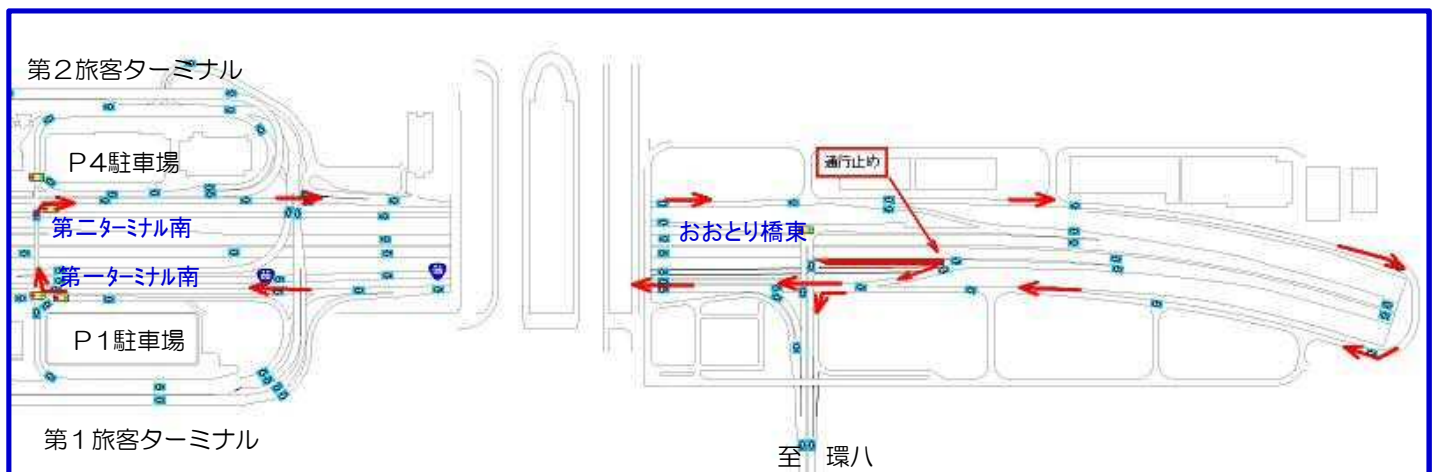 第２旅客ターミナル
P４駐車場
通行止め
第二ﾀｰﾐﾅﾙ南
おおとり橋東
第一ﾀｰﾐﾅﾙ南
P１駐車場
第１旅客ターミナル
至 環八